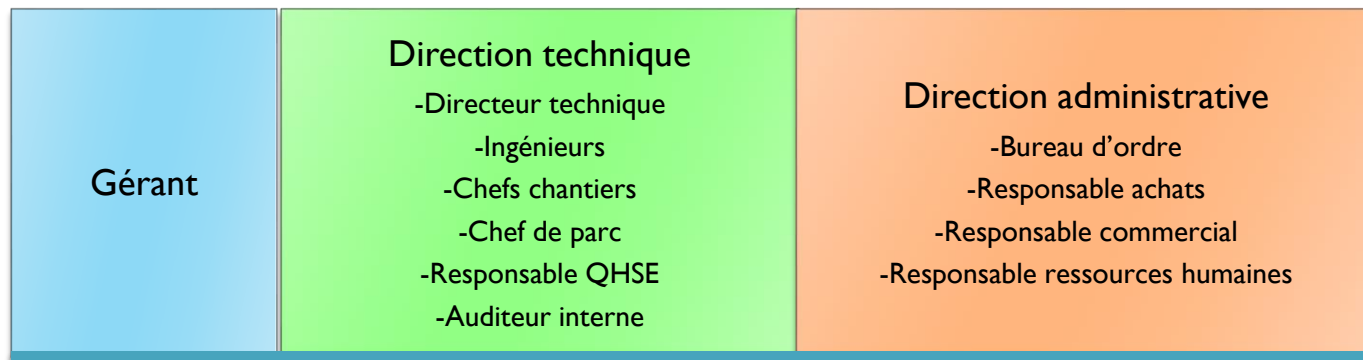 Gérant
Direction technique
-Directeur technique
-Ingénieurs
-Chefs chantiers
-Chef de parc
-Responsable QHSE
-Auditeur interne
Direction administrative
-Bureau d’ordre
-Responsable achats
-Responsable commercial
-Responsable ressources humaines